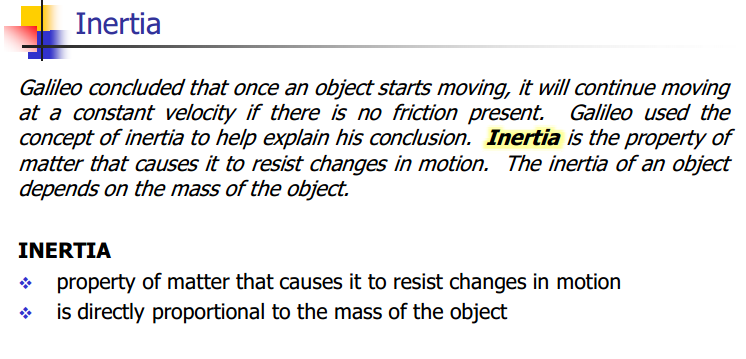 Inertia
Galileo concluded that once an object starts moving, it will continue moving
at a constant velocity if there is no friction present. Galileo used the
concept of inertia to help explain his conclusion. Inertia is the property of
matter that causes it to resist changes in motion. The inertia of an object
depends on the mass of the object.
INERTIA
❖ property of matter that causes it to resist changes in motion
❖ is directly proportional to the mass of the object